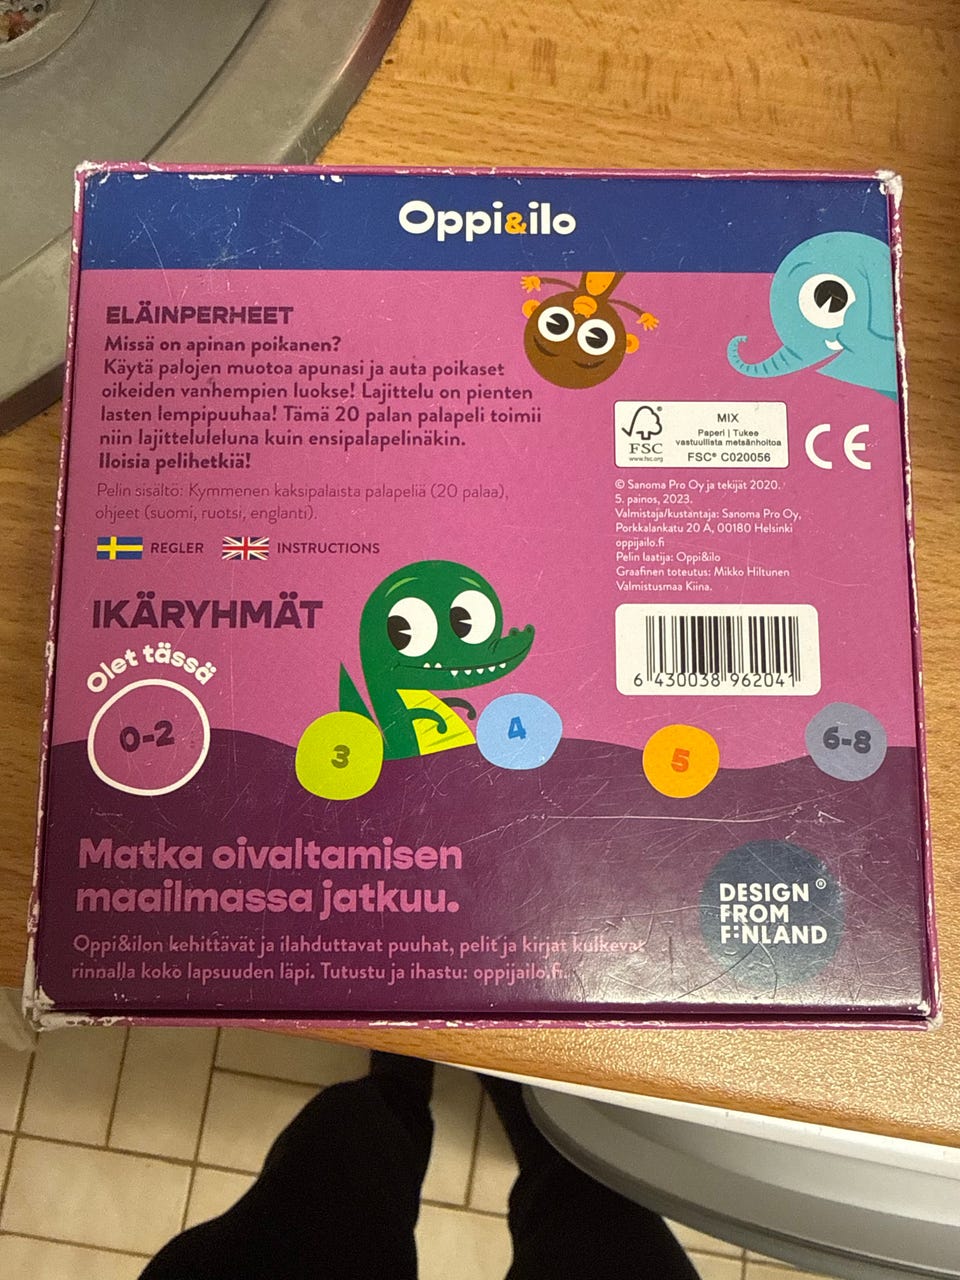 Oppi&ilo
ELÄINPERHEET
Missä on apinan poikanen?
Käytä palojen muotoa apunasi ja auta poikaset
oikeiden vanhempien luokse! Lajittelu on pienten
lasten lempipuuhaa! Tämä 20 palan palapeli toimii
niin lajitteluleluna kuin ensipalapelinäkin.
Iloisia pelihetkiä!
Pelin sisältö: Kymmenen kaksipalaista palapeliä (20 palaa),
ohjeet (suomi, ruotsi, englanti).
REGLER INSTRUCTIONS
FSC
www.fsc.org
MIX
Paperi | Tukee
vastuullista metsänhoitoa
FSC® C020056
CE
© Sanoma Pro Oy ja tekijät 2020.
5. painos, 2023.
Valmistaja/kustantaja: Sanoma Pro Oy,
Porkkalankatu 20 A, 00180 Helsinki
oppijailo.fi
Pelin laatija: Oppi&ilo
Graafinen toteutus: Mikko Hiltunen
Valmistusmaa Kiina.
6 430038 962041
IKÄRYHMÄT
Olet tässä
0-2
3
4
5
6-8
Matka oivaltamisen
maailmassa jatkuu.
Oppi&ilon kehittävät ja ilahduttavat puuhat, pelit ja kirjat kulkevat
rinnalla koko lapsuuden läpi. Tutustu ja ihastu: oppijailo.fi.
DESIGN ®
FROM
FINLAND